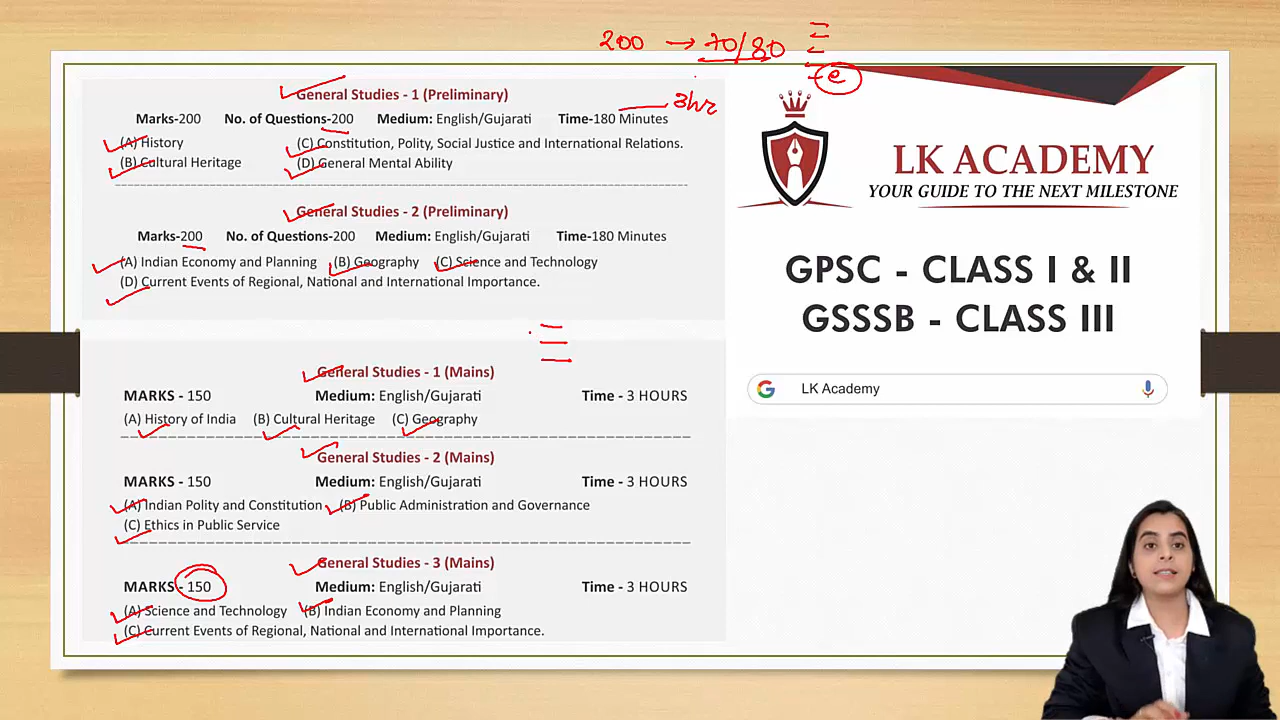 200 → 70/80
e
General Studies - 1 (Preliminary)
3hr
Marks-200 No. of Questions-200 Medium: English/Gujarati Time-180 Minutes
(A) History (C) Constitution, Polity, Social Justice and International Relations.
(B) Cultural Heritage (D) General Mental Ability
General Studies - 2 (Preliminary)
Marks-200 No. of Questions-200 Medium: English/Gujarati Time-180 Minutes
(A) Indian Economy and Planning (B) Geography (C) Science and Technology
(D) Current Events of Regional, National and International Importance.
General Studies - 1 (Mains)
MARKS - 150 Medium: English/Gujarati Time - 3 HOURS
(A) History of India (B) Cultural Heritage (C) Geography
General Studies - 2 (Mains)
MARKS - 150 Medium: English/Gujarati Time - 3 HOURS
(A) Indian Polity and Constitution (B) Public Administration and Governance
(C) Ethics in Public Service
General Studies - 3 (Mains)
MARKS - 150 Medium: English/Gujarati Time - 3 HOURS
(A) Science and Technology (B) Indian Economy and Planning
(C) Current Events of Regional, National and International Importance.
LK ACADEMY
YOUR GUIDE TO THE NEXT MILESTONE
GPSC - CLASS I & II
GSSSB - CLASS III
LK Academy